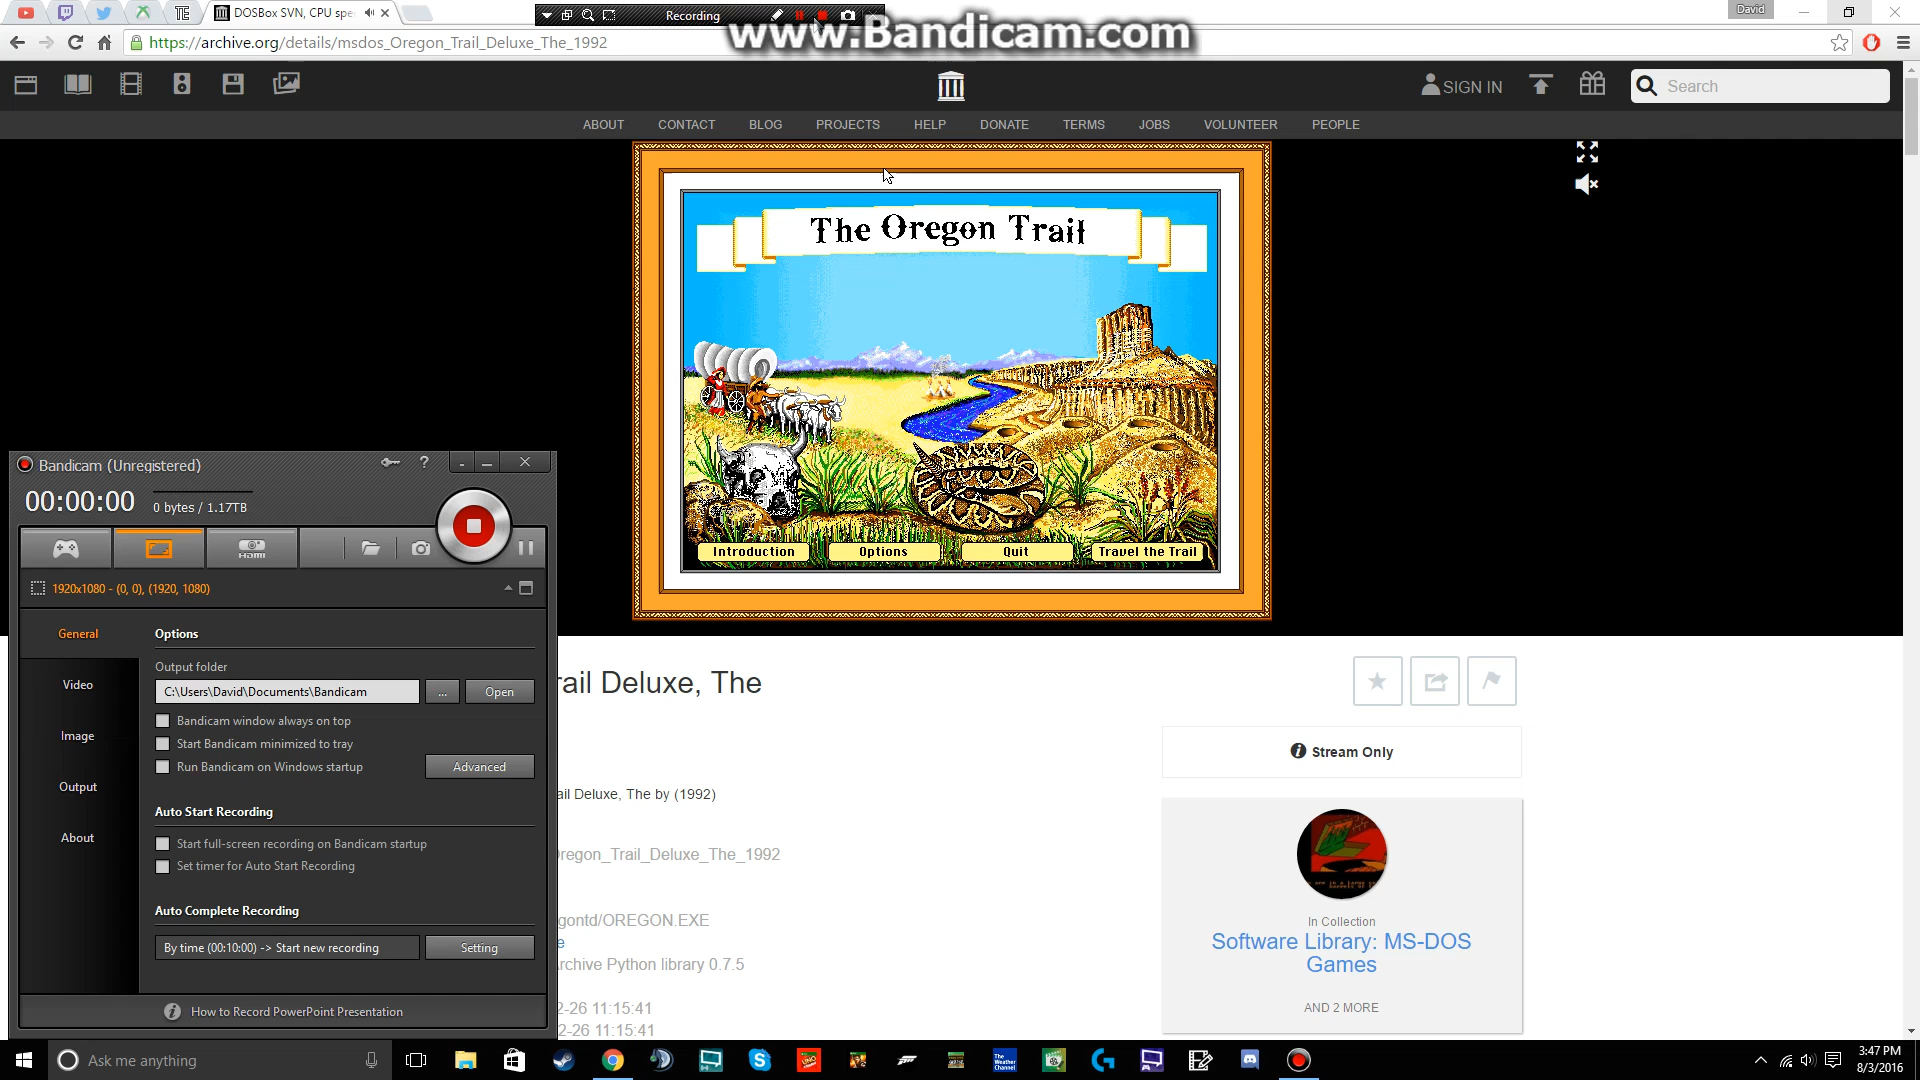 TE
DOSBox SVN, CPU spe
Recording
David
www.Bandicam.com
https://archive.org/details/msdos_Oregon_Trail_Deluxe_The_1992
SIGN IN
Search
ABOUT CONTACT BLOG PROJECTS HELP DONATE TERMS JOBS VOLUNTEER PEOPLE
The Oregon Trail
Introduction Options Quit Travel the Trail
Bandicam (Unregistered)
?
00:00:00
0 bytes / 1.17TB
HDMI
1920x1080 - (0, 0), (1920, 1080)
General
Video
Image
Output
About
Options
Output folder
C:\Users\David\Documents\Bandicam
...
Open
Bandicam window always on top
Start Bandicam minimized to tray
Run Bandicam on Windows startup
Advanced
Auto Start Recording
Start full-screen recording on Bandicam startup
Set timer for Auto Start Recording
Auto Complete Recording
By time (00:10:00) -> Start new recording
Setting
How to Record PowerPoint Presentation
rail Deluxe, The
ail Deluxe, The by (1992)
Oregon_Trail_Deluxe_The_1992
gontd/OREGON.EXE
e
rchive Python library 0.7.5
2-26 11:15:41
2-26 11:15:41
Stream Only
In Collection
Software Library: MS-DOS
Games
AND 2 MORE
Ask me anything
The Weather Channel
3:47 PM
8/3/2016